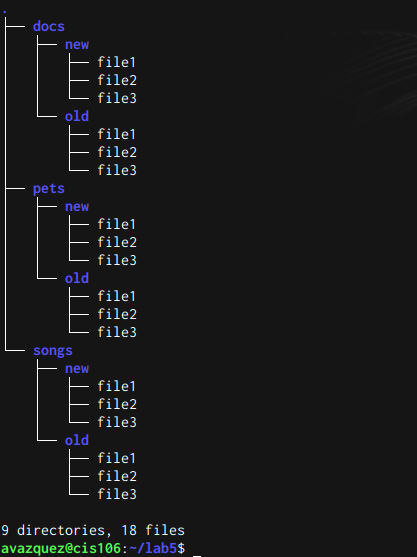 .
docs
new
file1
file2
file3
old
file1
file2
file3
pets
new
file1
file2
file3
old
file1
file2
file3
songs
new
file1
file2
file3
old
file1
file2
file3
9 directories, 18 files
avazquez@cis106:~/lab5$